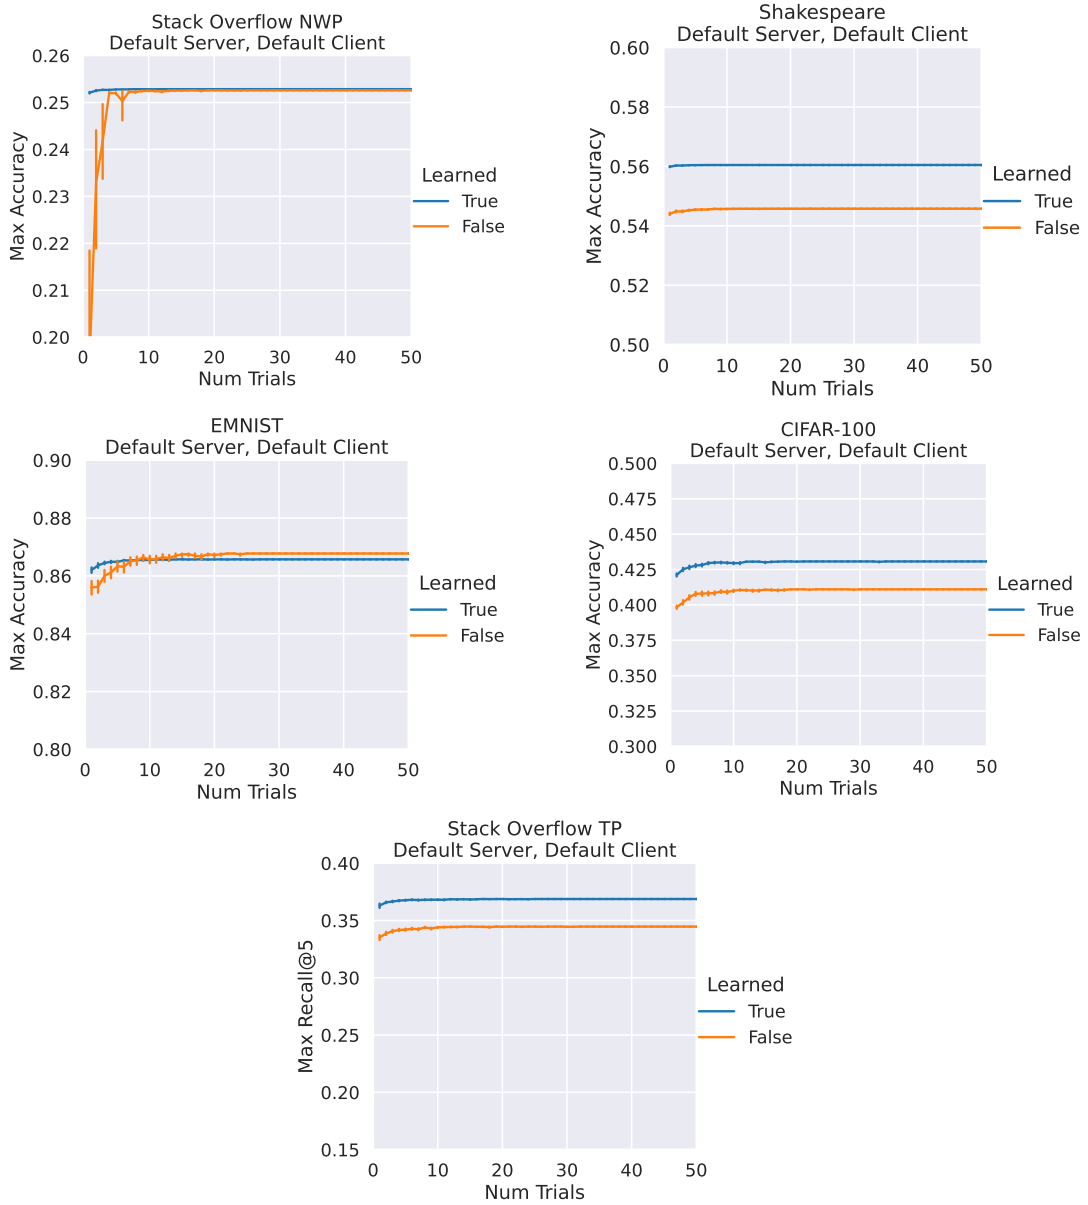 Stack Overflow NWP
Default Server, Default Client
0.26
0.25
0.24
0.23
0.22
0.21
0.20
Max Accuracy
0 10 20 30 40 50
Num Trials
Learned
True
False
Shakespeare
Default Server, Default Client
0.60
0.58
0.56
0.54
0.52
0.50
Max Accuracy
0 10 20 30 40 50
Num Trials
Learned
True
False
EMNIST
Default Server, Default Client
0.90
0.88
0.86
0.84
0.82
0.80
Max Accuracy
0 10 20 30 40 50
Num Trials
Learned
True
False
CIFAR-100
Default Server, Default Client
0.500
0.475
0.450
0.425
0.400
0.375
0.350
0.325
0.300
Max Accuracy
0 10 20 30 40 50
Num Trials
Learned
True
False
Stack Overflow TP
Default Server, Default Client
0.40
0.35
0.30
0.25
0.20
0.15
Max Recall@5
0 10 20 30 40 50
Num Trials
Learned
True
False